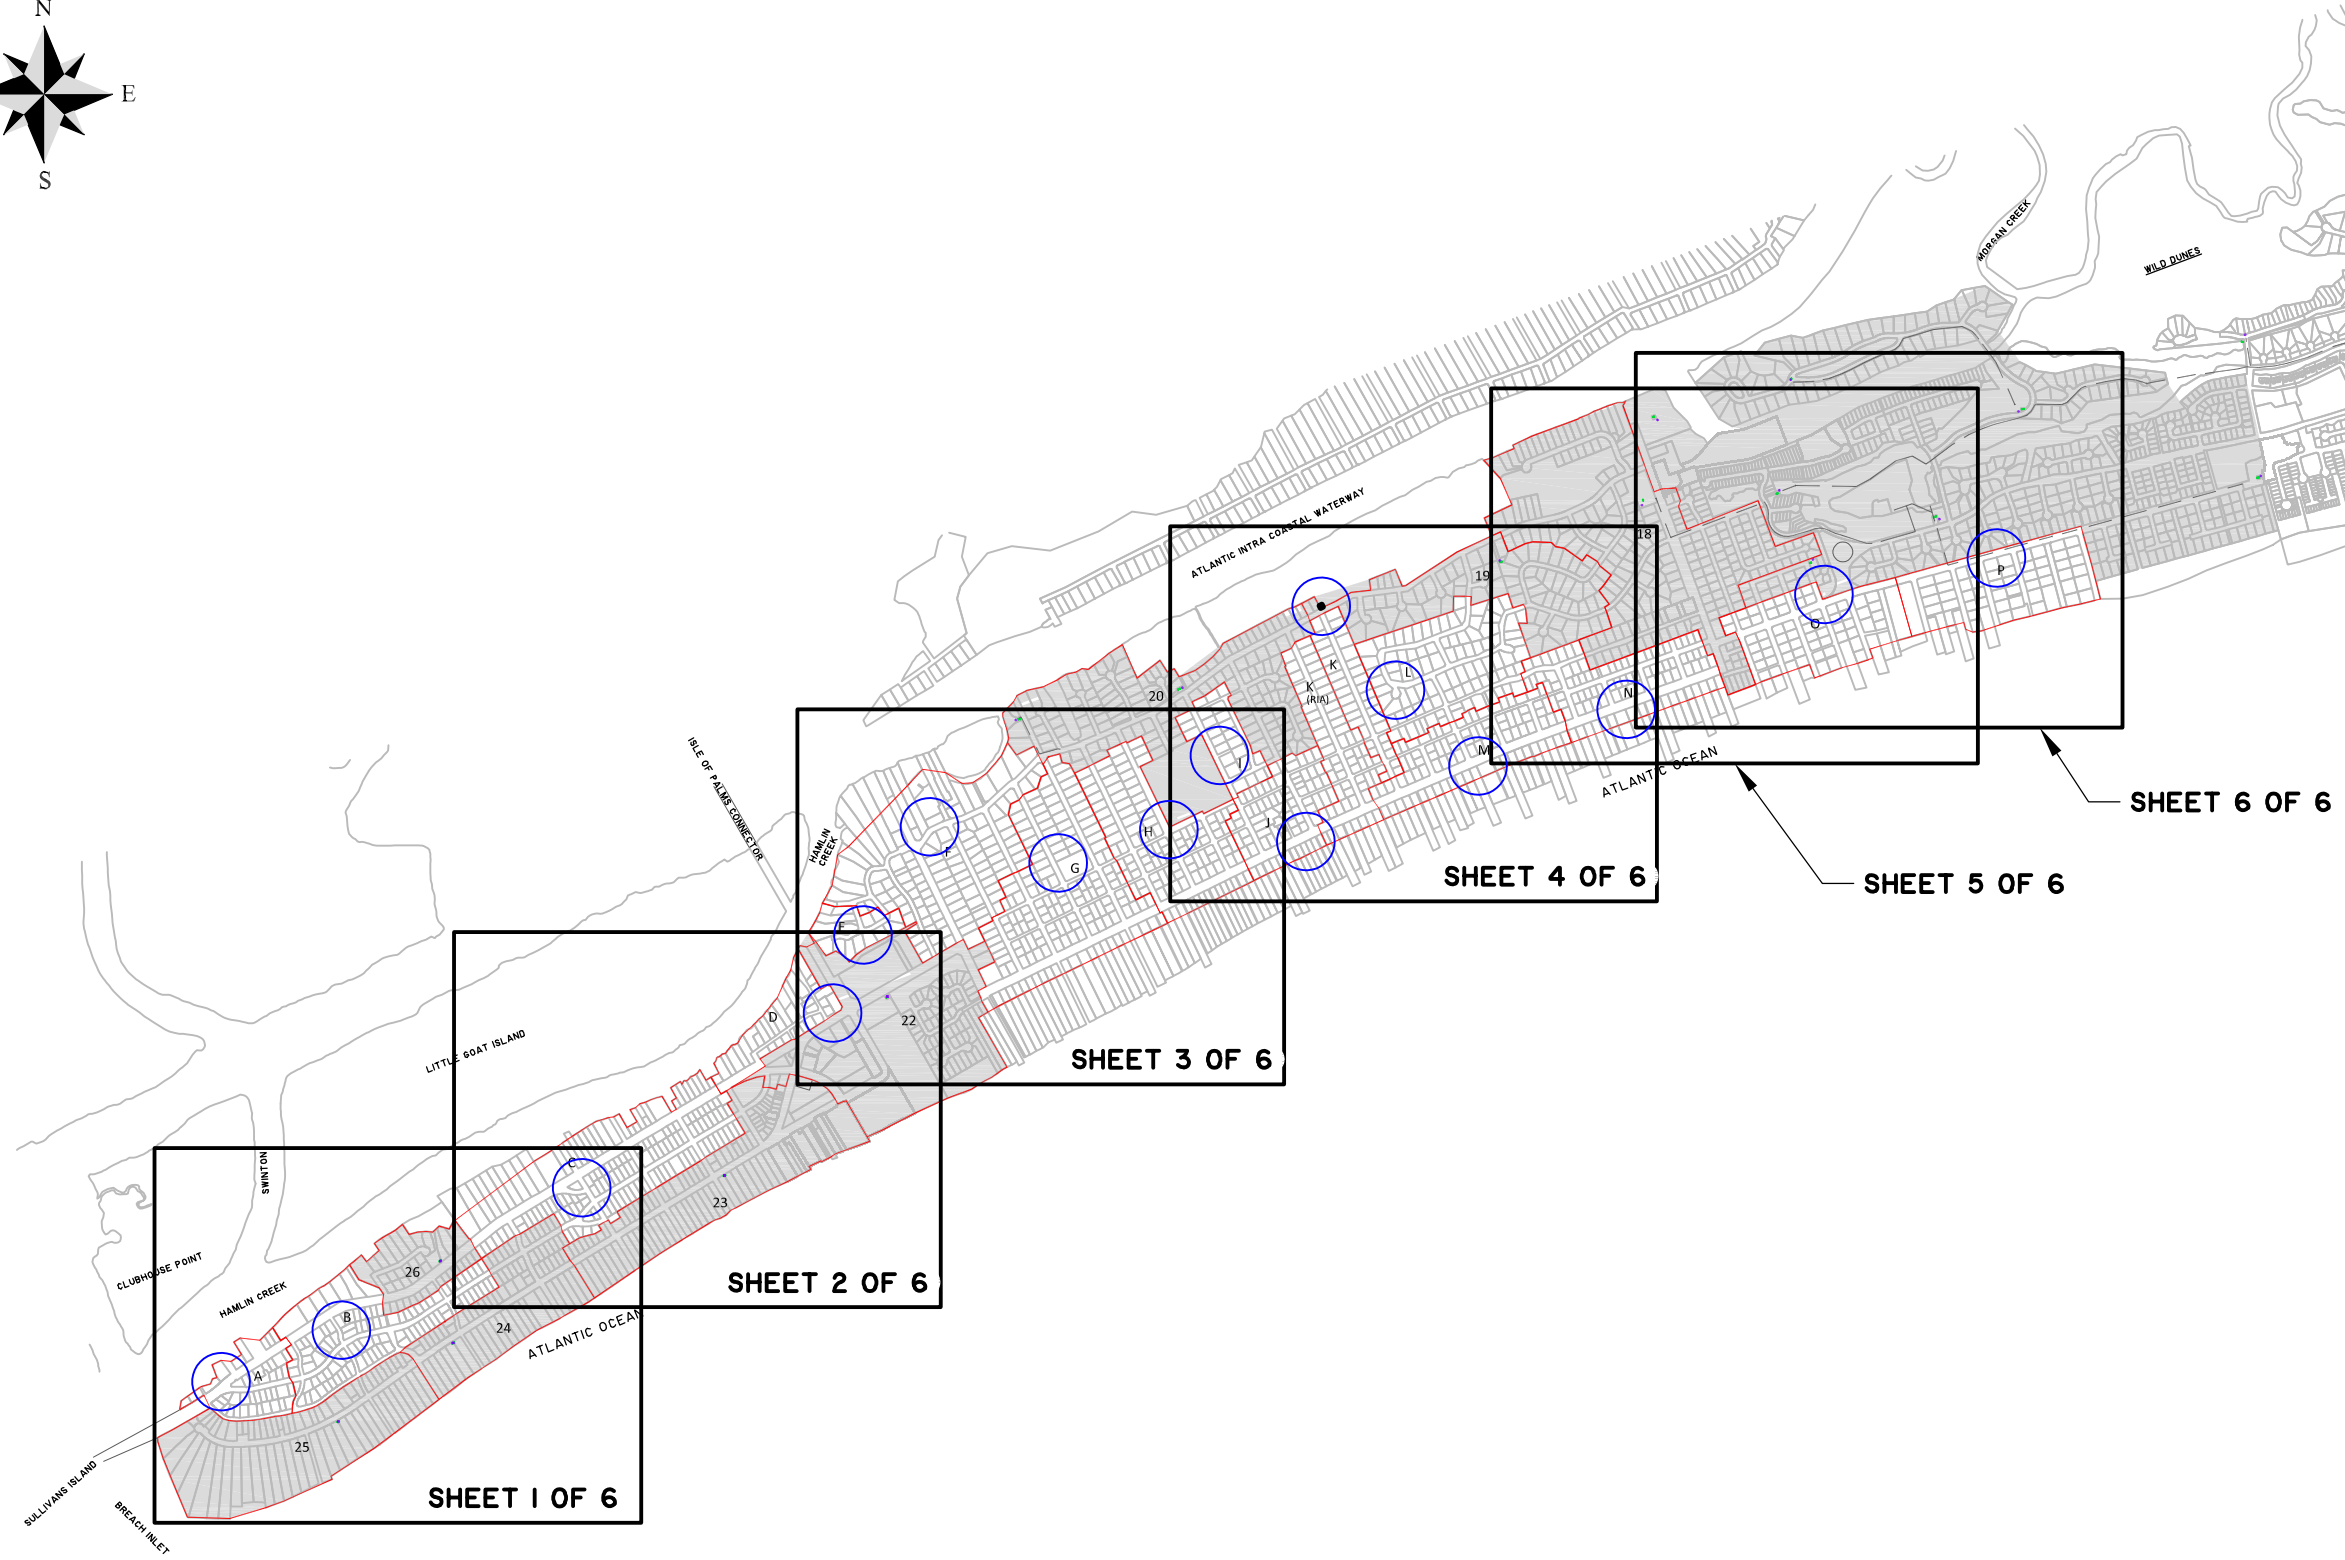 N
E
S
MORGAN CREEK
WILD DUNES
ATLANTIC INTRA COASTAL WATERWAY
18
19
P
O
K
L
K
(RIA)
20
N
ISLE OF PALMS CONNECTOR
M
I
ATLANTIC OCEAN
SHEET 6 OF 6
HAMLIN
CREEK
J
H
F
G
SHEET 4 OF 6
SHEET 5 OF 6
D
22
LITTLE GOAT ISLAND
SHEET 3 OF 6
SWINTON
C
23
CLUBHOUSE POINT
26
HAMLIN CREEK
SHEET 2 OF 6
B
24
ATLANTIC OCEAN
A
25
SULLIVANS ISLAND
SHEET 1 OF 6
BREACH INLET